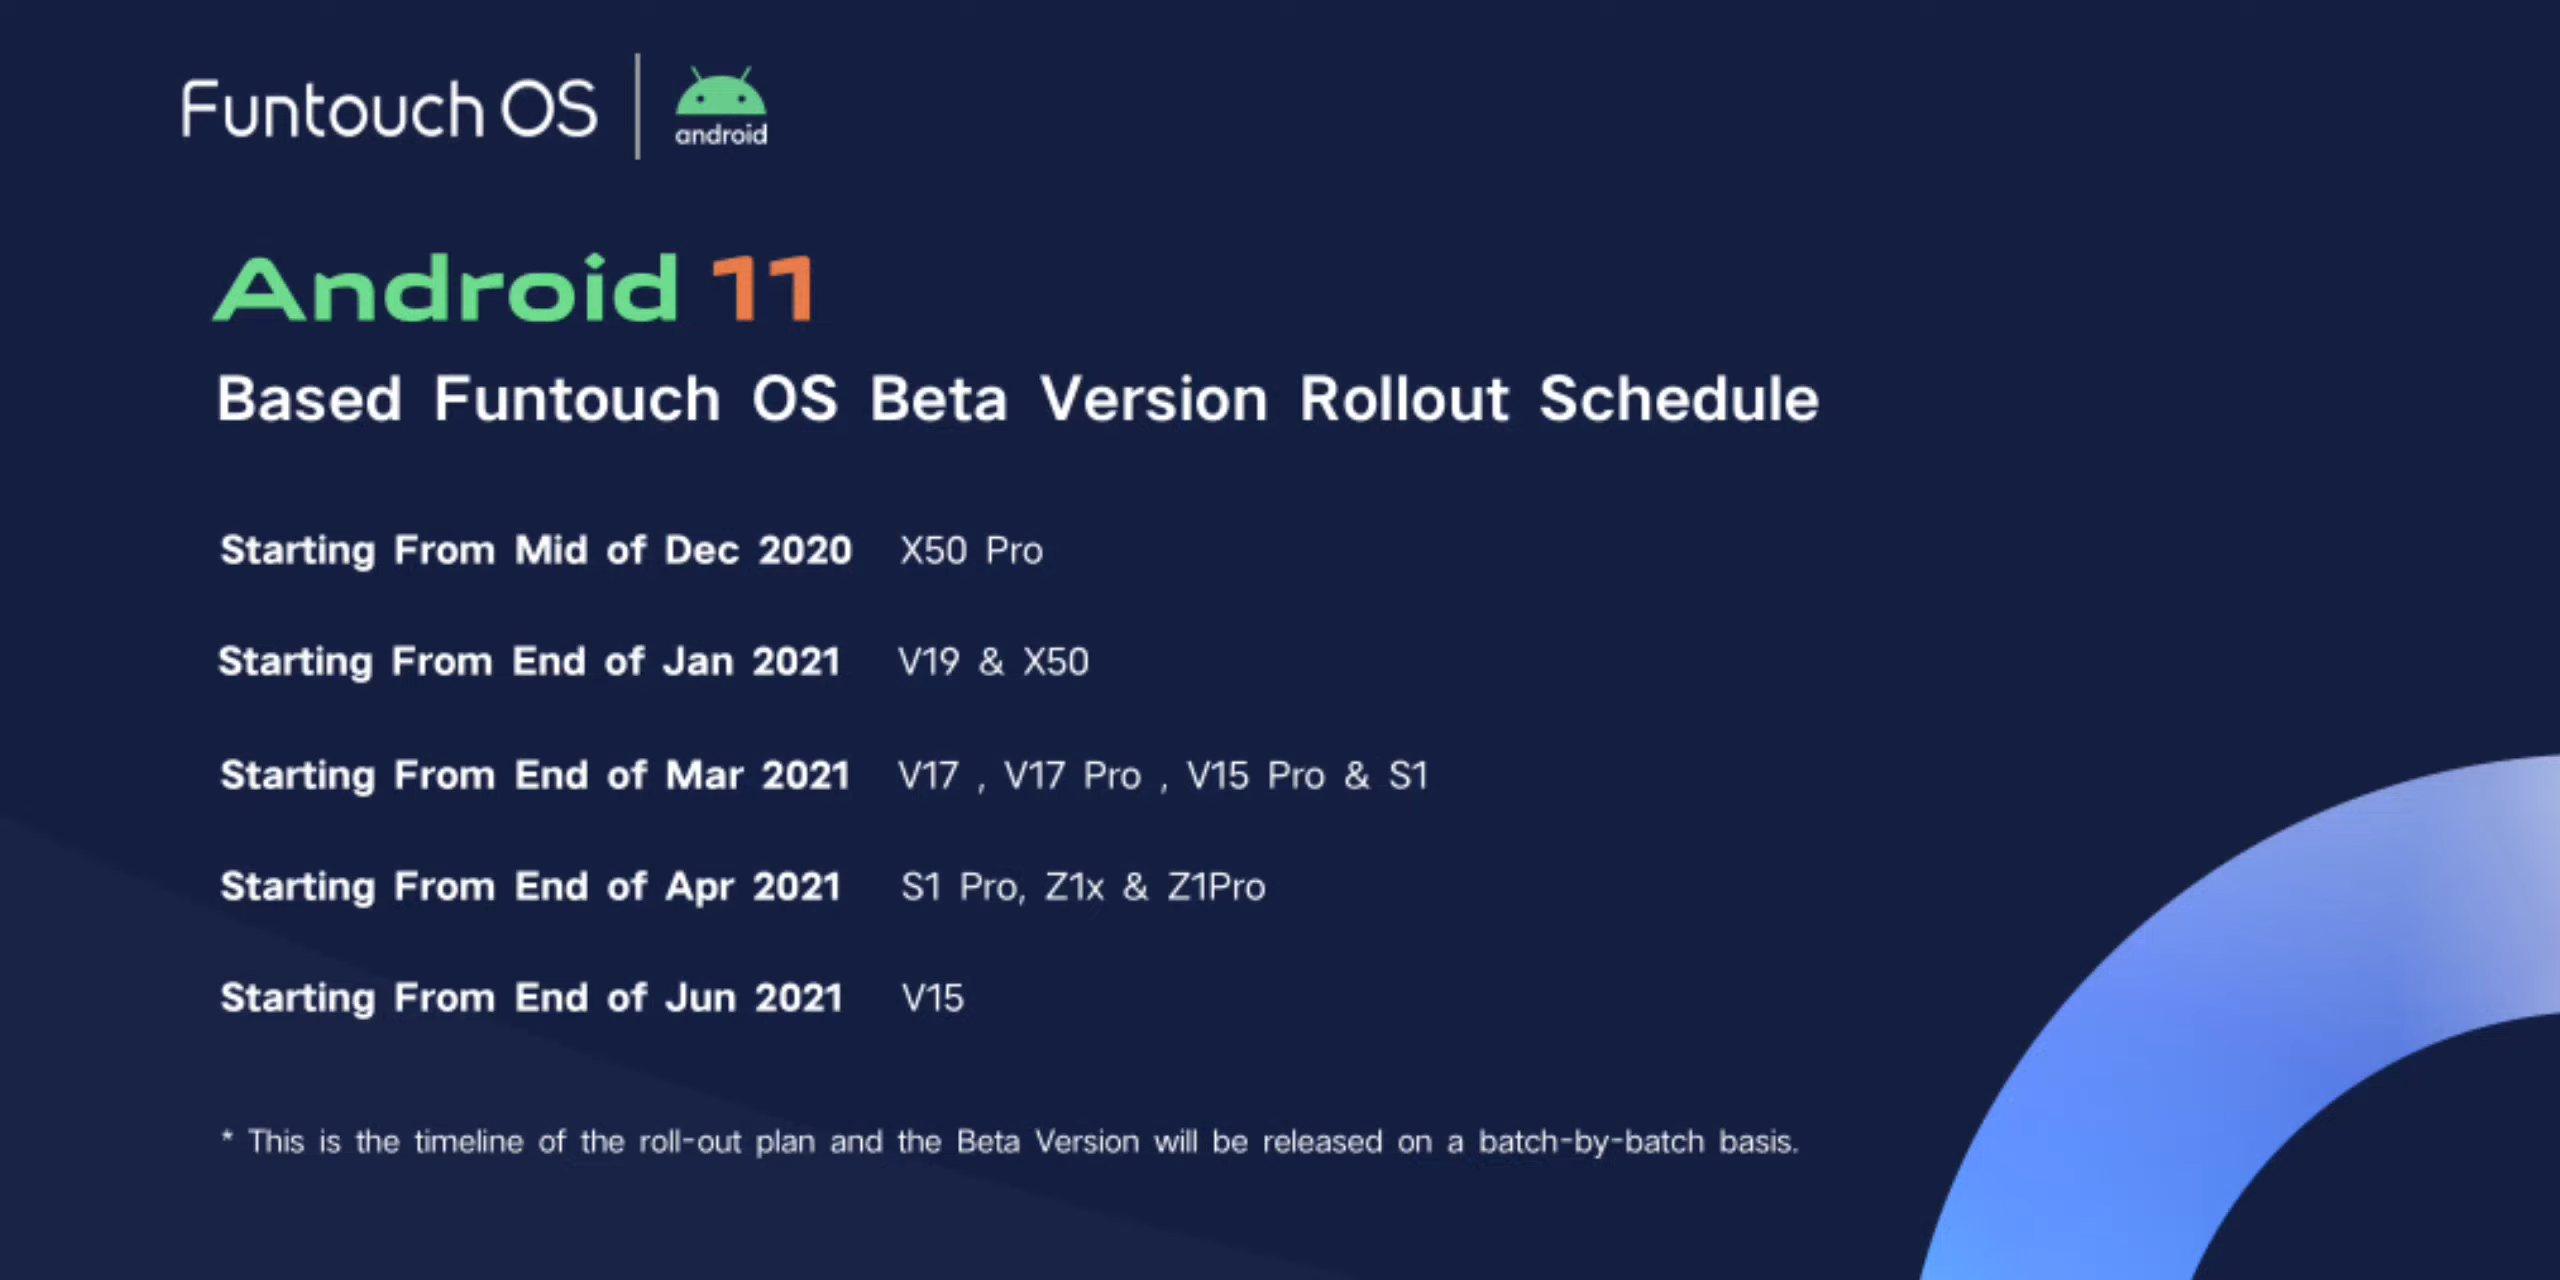 Funtouch OS
android
Android 11
Based Funtouch OS Beta Version Rollout Schedule
Starting From Mid of Dec 2020 X50 Pro
Starting From End of Jan 2021 V19 & X50
Starting From End of Mar 2021 V17 , V17 Pro , V15 Pro & S1
Starting From End of Apr 2021 S1 Pro, Z1x & Z1Pro
Starting From End of Jun 2021 V15
* This is the timeline of the roll-out plan and the Beta Version will be released on a batch-by-batch basis.